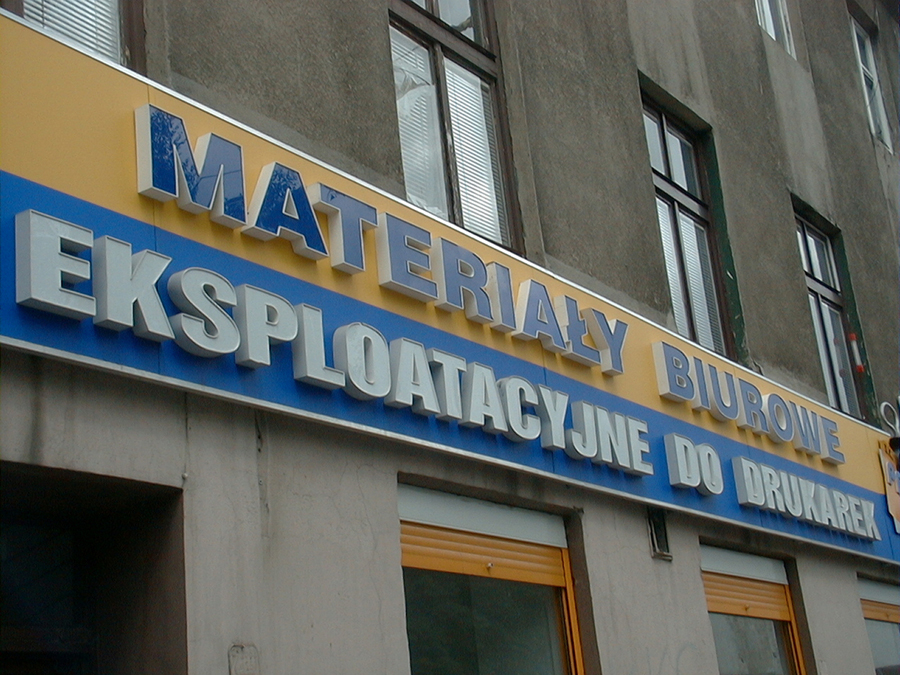 MATERIAŁY BIUROWE
EKSPLOATACYJNE DO DRUKAREK